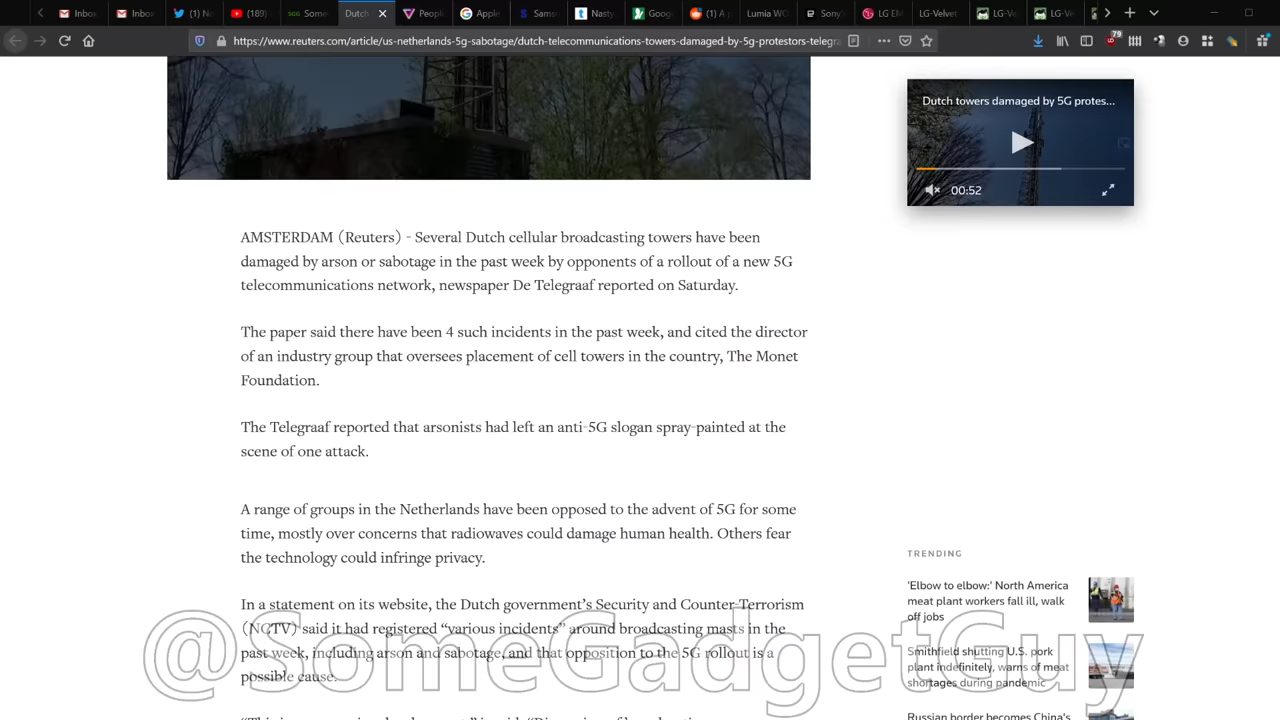 Inbox
Inbox
(1) N
(189)
SGG Some
Dutch
People
Apple
Sams
Nasty
Goog
(1) A p
Lumia WO
Sony'
LG EM
LG-Velvet
LG-Ve
LG-Ve
https://www.reuters.com/article/us-netherlands-5g-sabotage/dutch-telecommunications-towers-damaged-by-5g-protestors-telegra
79
Dutch towers damaged by 5G protes...
00:52
AMSTERDAM (Reuters) - Several Dutch cellular broadcasting towers have been
damaged by arson or sabotage in the past week by opponents of a rollout of a new 5G
telecommunications network, newspaper De Telegraaf reported on Saturday.
The paper said there have been 4 such incidents in the past week, and cited the director
of an industry group that oversees placement of cell towers in the country, The Monet
Foundation.
The Telegraaf reported that arsonists had left an anti-5G slogan spray-painted at the
scene of one attack.
A range of groups in the Netherlands have been opposed to the advent of 5G for some
time, mostly over concerns that radiowaves could damage human health. Others fear
the technology could infringe privacy.
In a statement on its website, the Dutch government's Security and Counter-Terrorism
(NCTV) said it had registered "various incidents" around broadcasting masts in the
past week, including arson and sabotage, and that opposition to the 5G rollout is a
possible cause.
TRENDING
'Elbow to elbow:' North America
meat plant workers fall ill, walk
off jobs
Smithfield shutting U.S. pork
plant indefinitely, warns of meat
shortages during pandemic
Russian border becomes China's
@SomeGadgetGuy